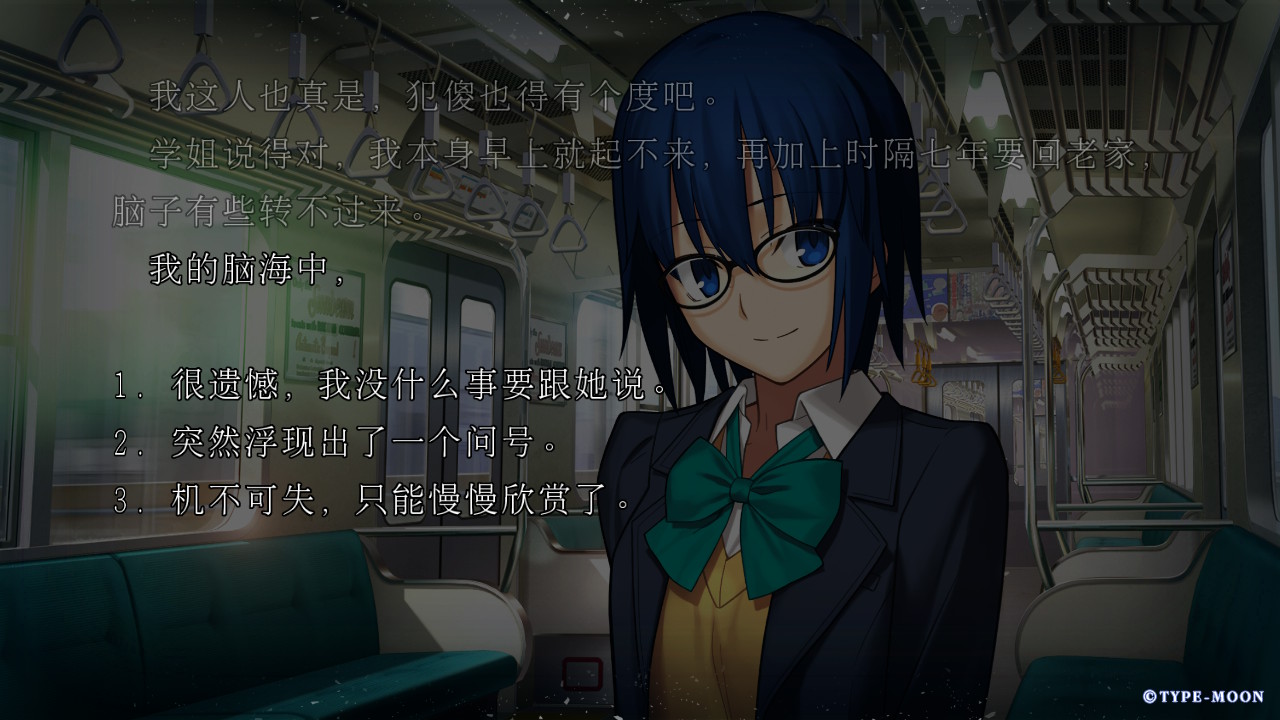 我这人也真是，犯傻也得有个度吧。
学姐说得对，我本身早上就起不来，再加上时隔七年要回老家，
脑子有些转不过来。
我的脑海中，
1. 很遗憾，我没什么事要跟她说。
2. 突然浮现出了一个问号。
3. 机不可失，只能慢慢欣赏了。
©TYPE-MOON